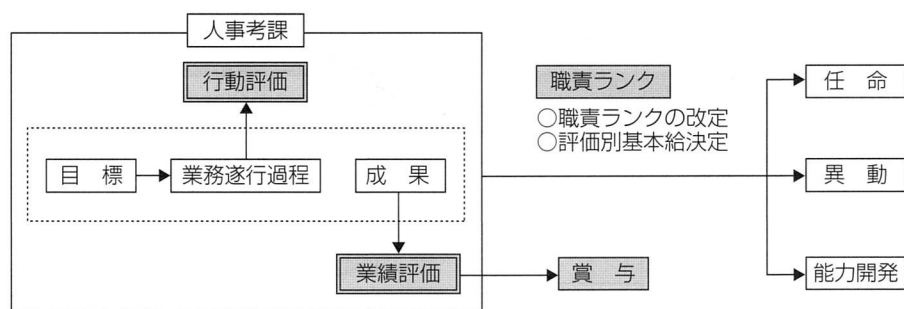 人事考課
行動評価
目　標
業務遂行過程
成　果
業績評価
職責ランク
○職責ランクの改定
○評価別基本給決定
賞　与
任　命
異　動
能力開発